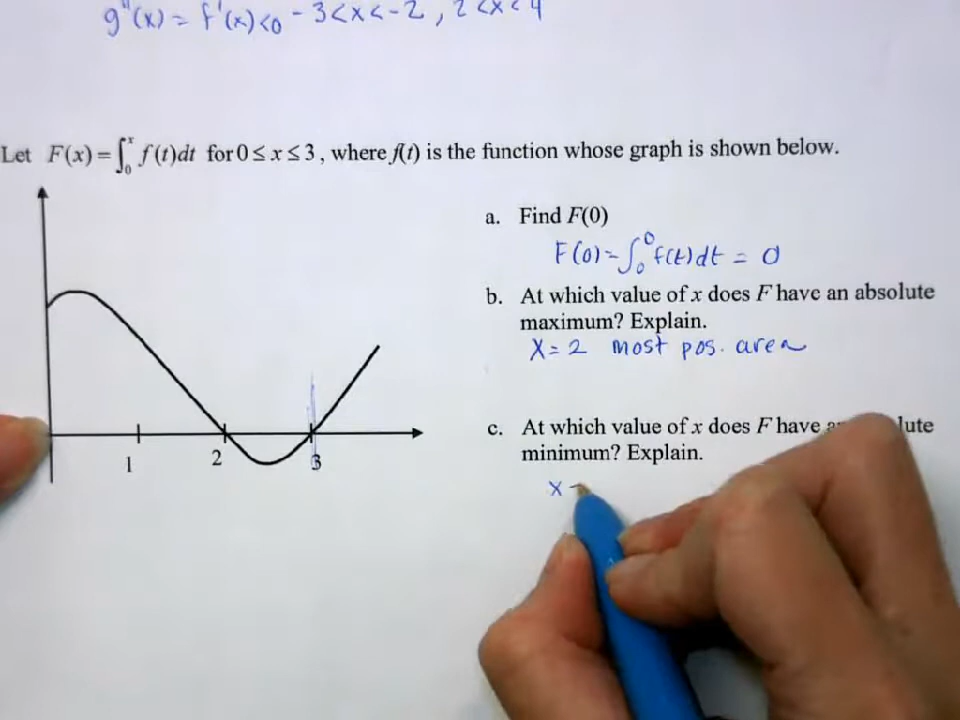 g"(x) = f'(x)<0 -3<x<-2, 2<x<4
Let F(x) = ∫₀ˣ f(t)dt for 0 ≤ x ≤ 3, where f(t) is the function whose graph is shown below.
a. Find F(0)
F(0) = ∫₀⁰ f(t)dt = 0
b. At which value of x does F have an absolute
maximum? Explain.
x = 2 most pos. area
c. At which value of x does F have lute
minimum? Explain.
x
1 2 3